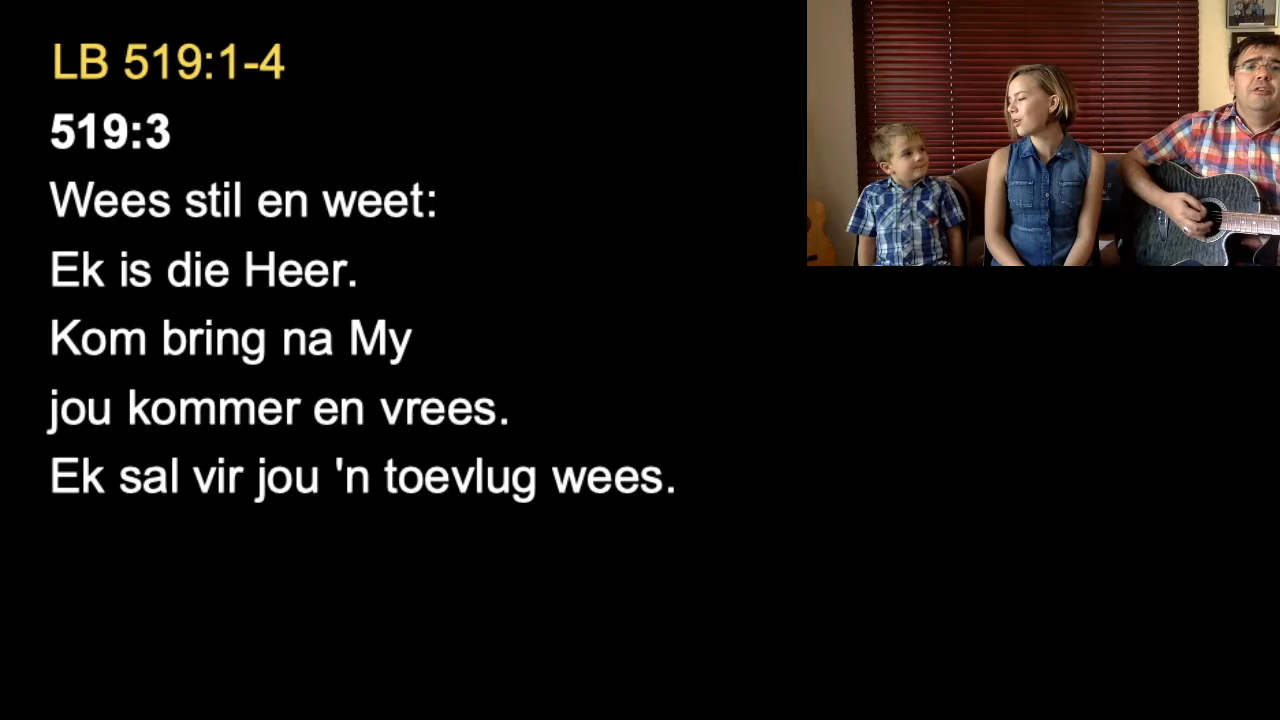 LB 519:1-4
519:3
Wees stil en weet:
Ek is die Heer.
Kom bring na My
jou kommer en vrees.
Ek sal vir jou 'n toevlug wees.